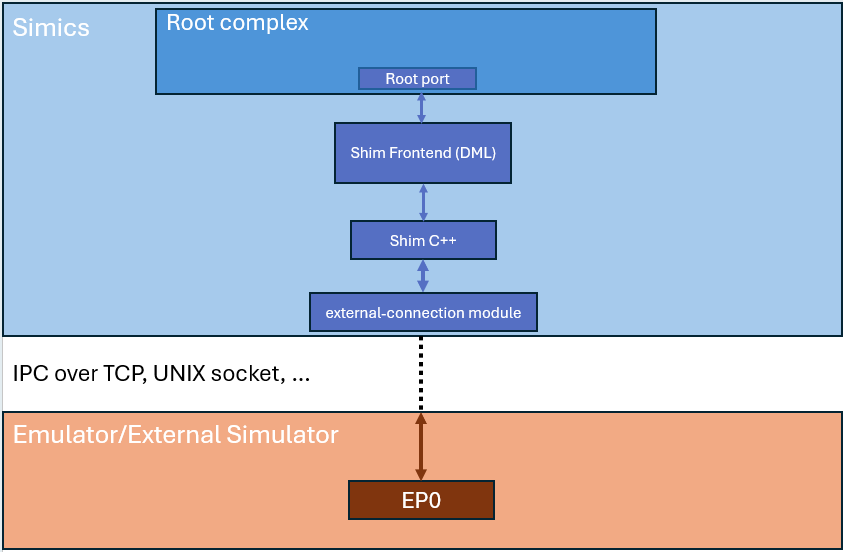 Simics
Root complex
Root port
Shim Frontend (DML)
Shim C++
external-connection module
IPC over TCP, UNIX socket, ...
Emulator/External Simulator
EP0